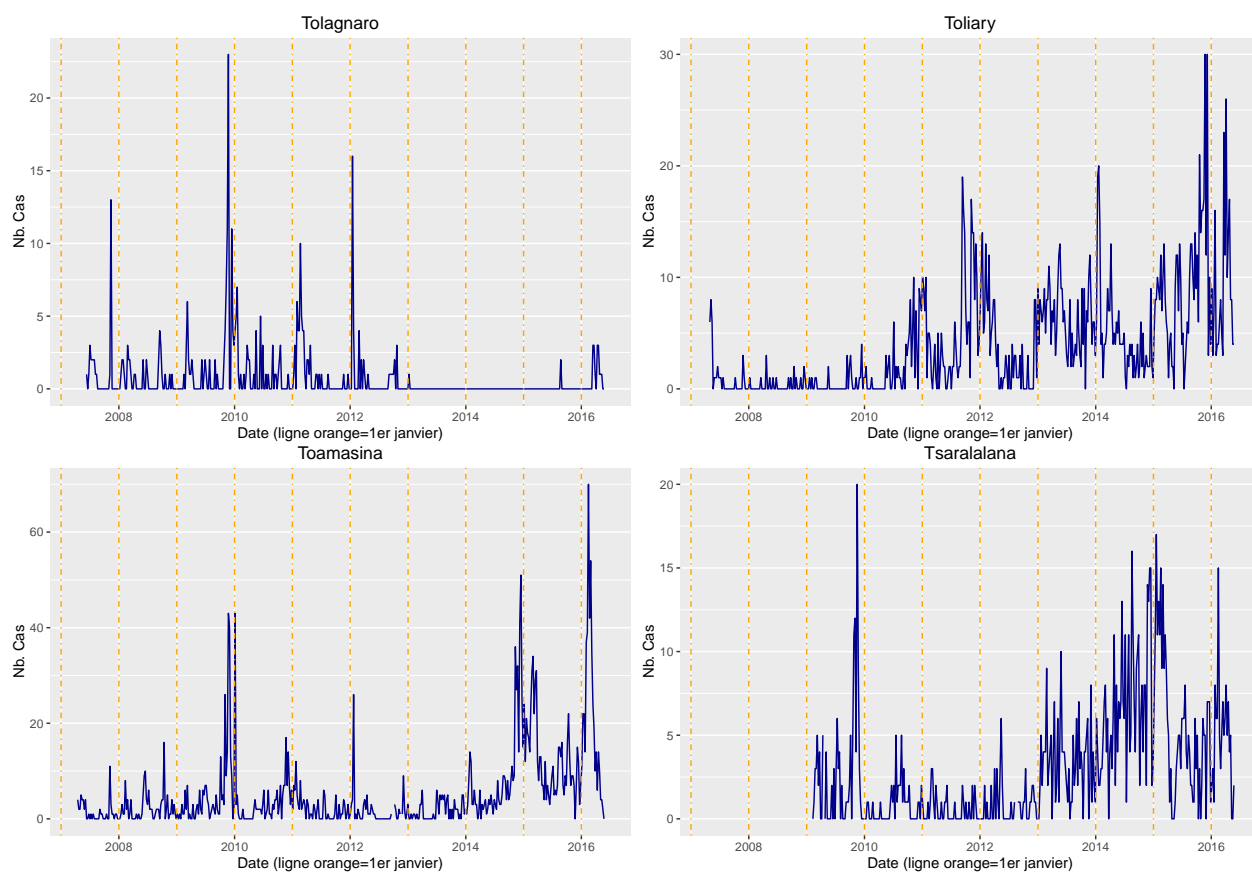 Tolagnaro
Nb. Cas
20
15
10
5
0
2008 2010 2012 2014 2016
Date (ligne orange=1er janvier)
Toliary
Nb. Cas
30
20
10
0
2008 2010 2012 2014 2016
Date (ligne orange=1er janvier)
Toamasina
Nb. Cas
60
40
20
0
2008 2010 2012 2014 2016
Date (ligne orange=1er janvier)
Tsaralalana
Nb. Cas
20
15
10
5
0
2008 2010 2012 2014 2016
Date (ligne orange=1er janvier)